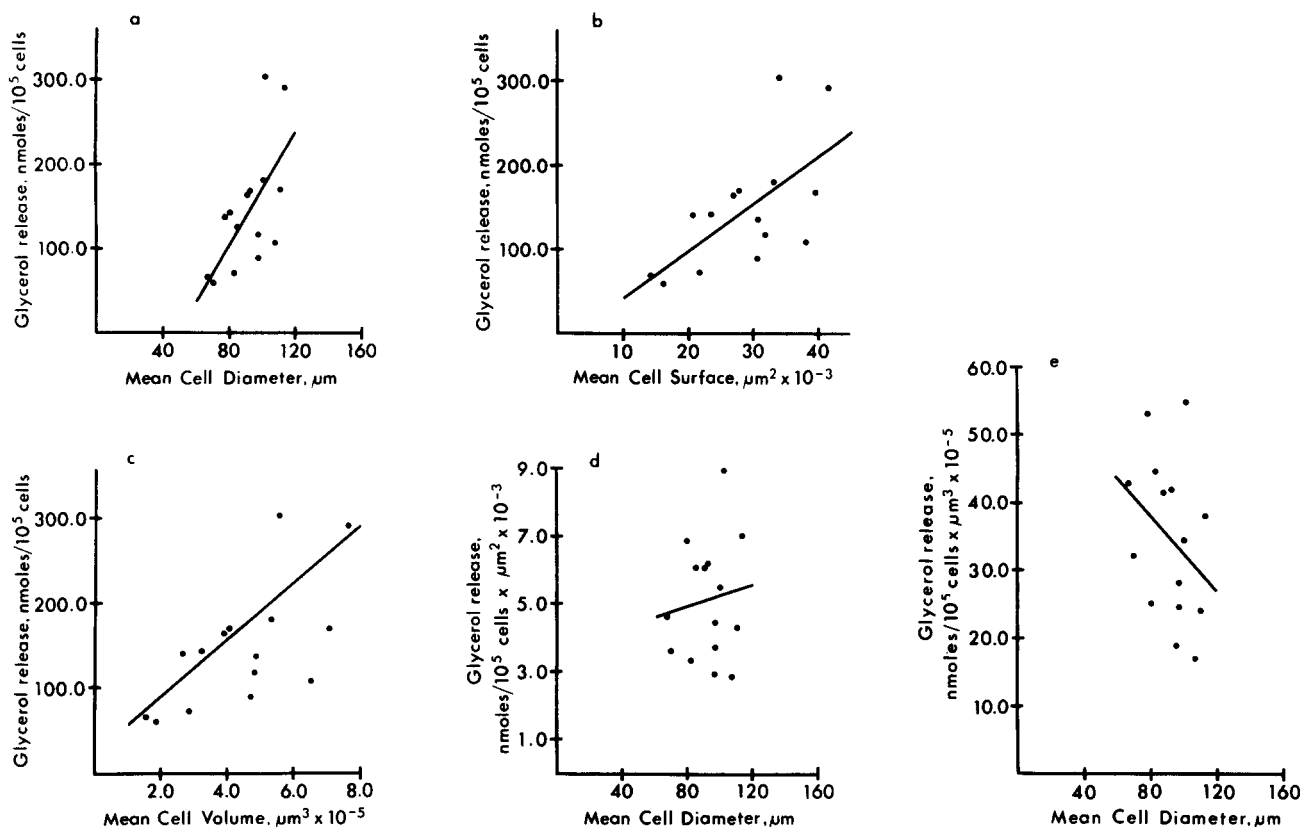 a
Glycerol release, nmoles/10⁵ cells
300.0
200.0
100.0
40 80 120 160
Mean Cell Diameter, μm
b
Glycerol release, nmoles/10⁵ cells
300.0
200.0
100.0
10 20 30 40
Mean Cell Surface, μm² x 10⁻³
c
Glycerol release, nmoles/10⁵ cells
300.0
200.0
100.0
2.0 4.0 6.0 8.0
Mean Cell Volume, μm³ x 10⁻⁵
d
Glycerol release,
nmoles/10⁵ cells x μm² x 10⁻³
9.0
7.0
5.0
3.0
1.0
40 80 120 160
Mean Cell Diameter, μm
e
Glycerol release,
nmoles/10⁵ cells x μm³ x 10⁻⁵
60.0
50.0
40.0
30.0
20.0
10.0
40 80 120 160
Mean Cell Diameter, μm